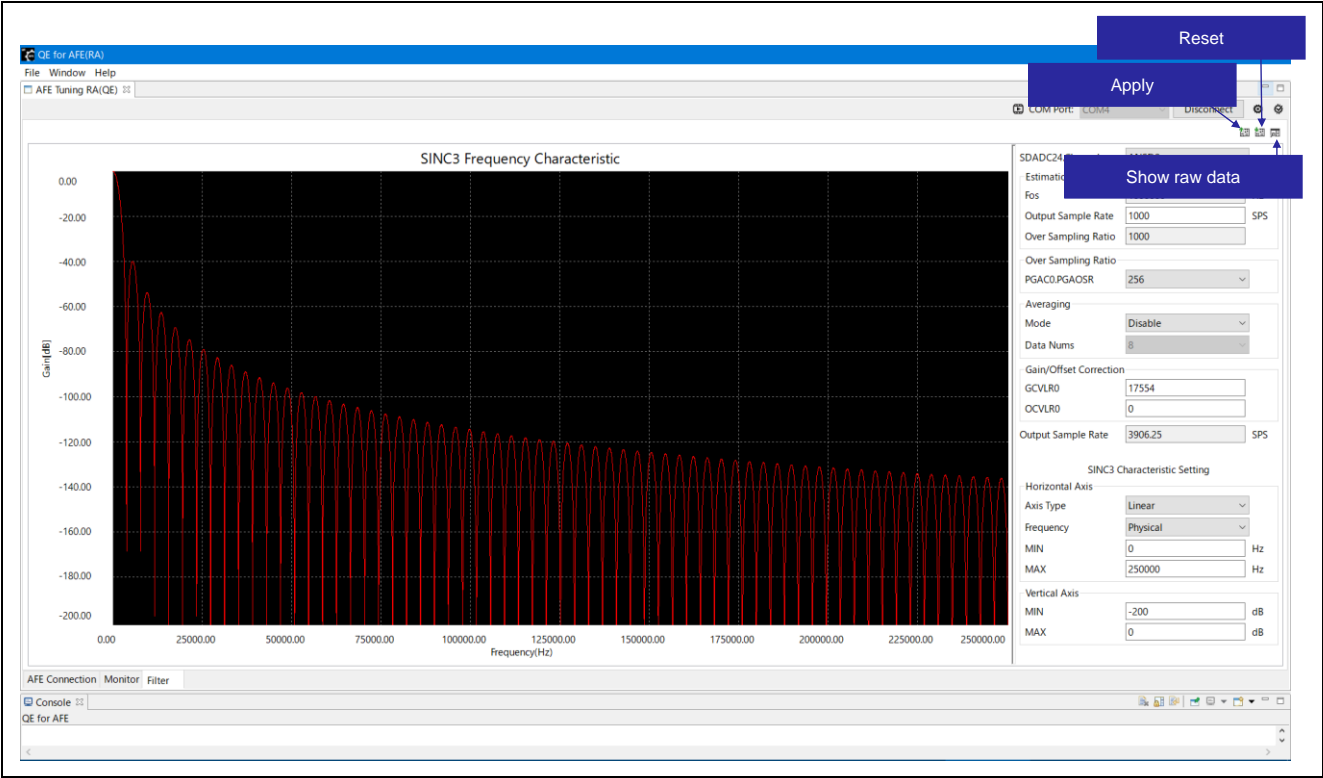 Reset
QE for AFE(RA)
File Window Help
Apply
AFE Tuning RA(QE)
COM Port: COM4 Disconnect
SINC3 Frequency Characteristic
Show raw data
Fos
Output Sample Rate 1000 SPS
Over Sampling Ratio 1000
Over Sampling Ratio
PGAC0.PGAOSR 256
Averaging
Mode Disable
Data Nums 8
Gain/Offset Correction
GCVLR0 17554
OCVLR0 0
Output Sample Rate 3906.25 SPS
SINC3 Characteristic Setting
Horizontal Axis
Axis Type Linear
Frequency Physical
MIN 0 Hz
MAX 250000 Hz
Vertical Axis
MIN -200 dB
MAX 0 dB
Gain[dB]
0.00
-20.00
-40.00
-60.00
-80.00
-100.00
-120.00
-140.00
-160.00
-180.00
-200.00
0.00 25000.00 50000.00 75000.00 100000.00 125000.00 150000.00 175000.00 200000.00 225000.00 250000.00
Frequency(Hz)
AFE Connection Monitor Filter
Console
QE for AFE